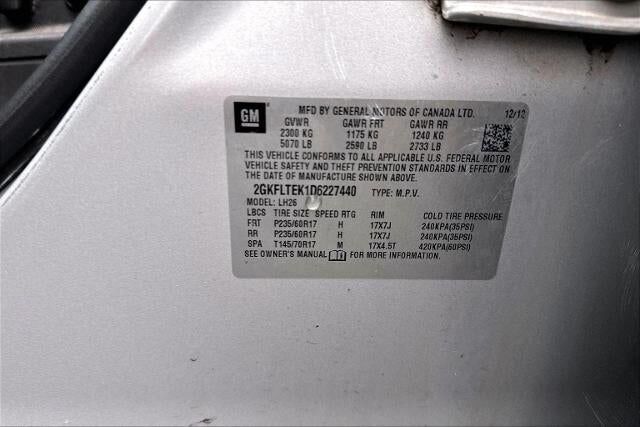 GM
MFD BY GENERAL MOTORS OF CANADA LTD. 12/12
GVWR GAWR FRT GAWR RR
2300 KG 1175 KG 1240 KG
5070 LB 2590 LB 2733 LB
THIS VEHICLE CONFORMS TO ALL APPLICABLE U.S. FEDERAL MOTOR
VEHICLE SAFETY AND THEFT PREVENTION STANDARDS IN EFFECT ON
THE DATE OF MANUFACTURE SHOWN ABOVE.
2GKFLTEK1D6227440 TYPE: M.P.V.
MODEL: LH26
LBCS TIRE SIZE SPEED RTG RIM COLD TIRE PRESSURE
FRT P235/60R17 H 17X7J 240KPA(35PSI)
RR P235/60R17 H 17X7J 240KPA(35PSI)
SPA T145/70R17 M 17X4.5T 420KPA(60PSI)
SEE OWNER'S MANUAL FOR MORE INFORMATION.